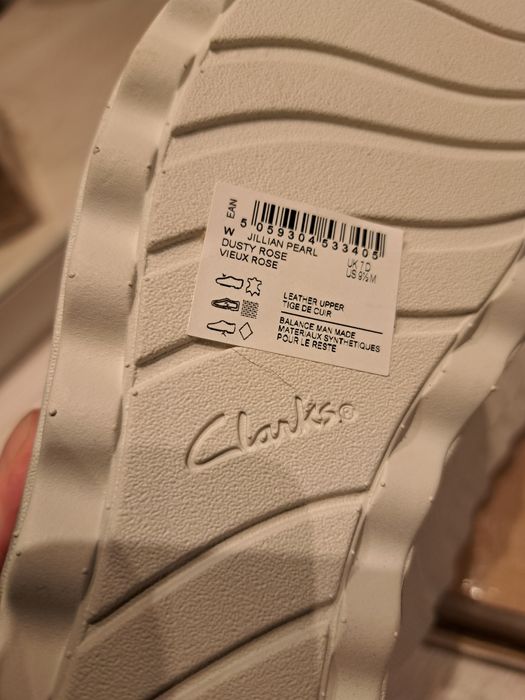 EAN
5 059304 533405
W JILLIAN PEARL
DUSTY ROSE UK 7 D
VIEUX ROSE US 9½ M
LEATHER UPPER
TIGE DE CUIR
BALANCE MAN MADE
MATERIAUX SYNTHETIQUES
POUR LE RESTE
Clarks®